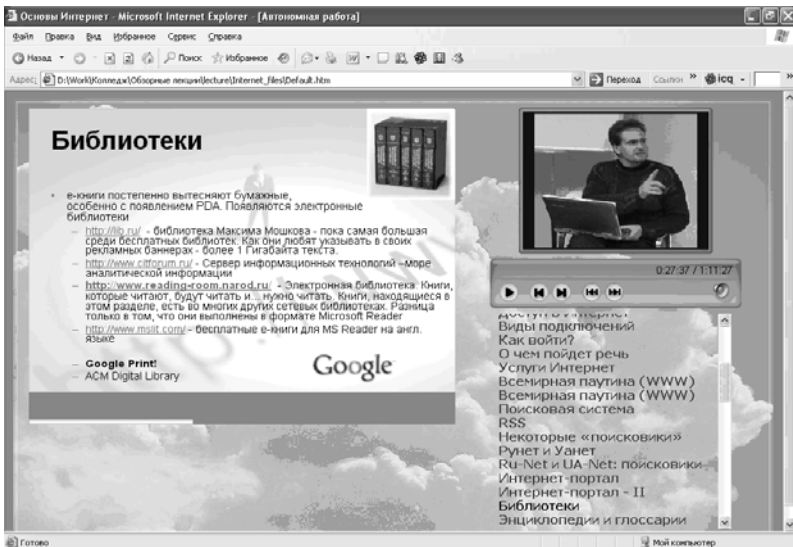 Основы Интернет - Microsoft Internet Explorer - [Автономная работа]
Файл Правка Вид Избранное Сервис Справка
Назад Поиск Избранное
Адрес: D:\Work\Колледж\Обзорные лекции\lecture\Internet_files\Default.htm Переход Ссылки » icq »
Библиотеки
• е-книги постепенно вытесняют бумажные,
особенно с появлением PDA. Появляются электронные
библиотеки
– http://lib.ru/ - библиотека Максима Мошкова - пока самая большая
среди бесплатных библиотек. Как они любят указывать в своих
рекламных баннерах - более 1 Гигабайта текста.
– http://www.citforum.ru/ - Сервер информационных технологий –море
аналитической информации
– http://www.reading-room.narod.ru/ - Электронная библиотека. Книги,
которые читают, будут читать и... нужно читать. Книги, находящиеся в
этом разделе, есть во многих других сетевых библиотеках. Разница
только в том, что они выполнены в формате Microsoft Reader
– http://www.mslit.com/ - бесплатные е-книги для MS Reader на англ.
языке
– Google Print!
– ACM Digital Library
Google
0:27:37 / 1:11:27
Доступ в Интернет
Виды подключений
Как войти?
О чем пойдет речь
Услуги Интернет
Всемирная паутина (WWW)
Всемирная паутина (WWW)
Поисковая система
RSS
Некоторые «поисковики»
Рунет и Уанет
Ru-Net и UA-Net: поисковики
Интернет-портал
Интернет-портал - II
Библиотеки
Энциклопедии и глоссарии
Готово
Мой компьютер